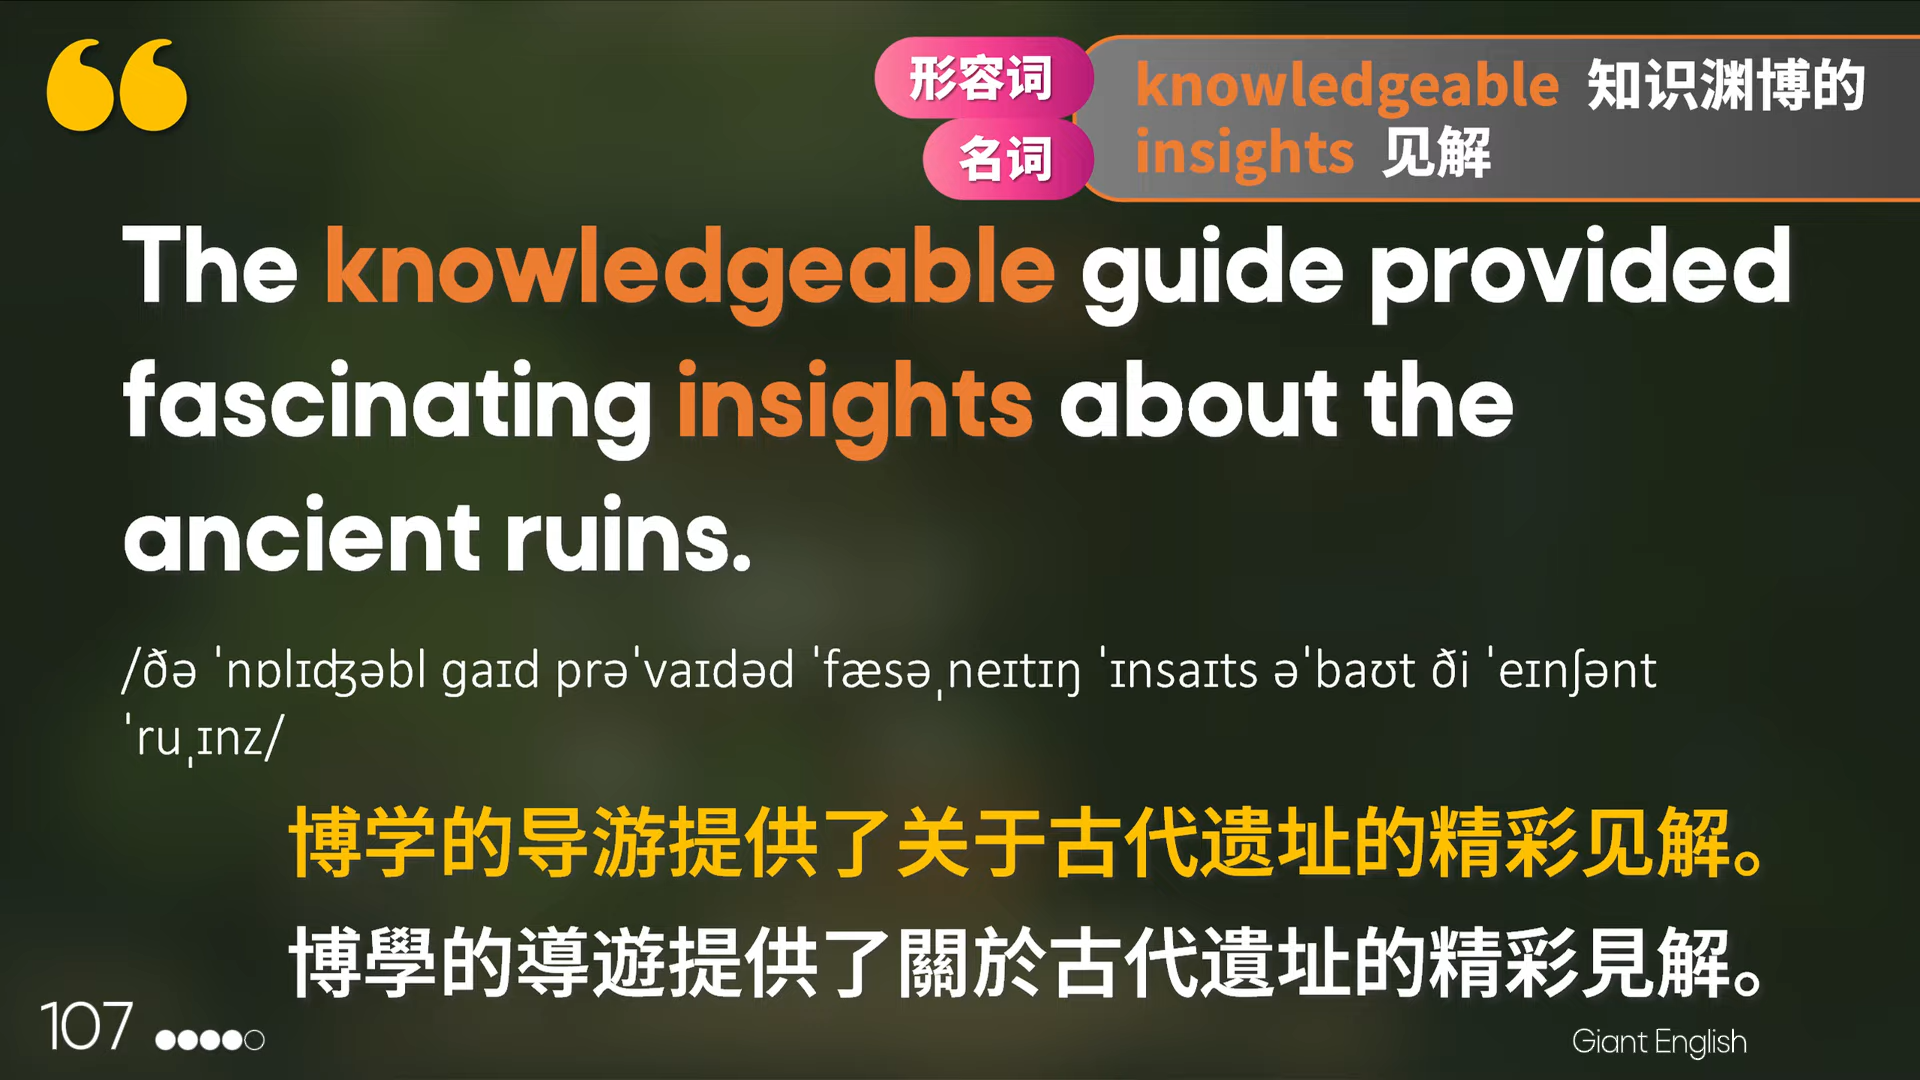 形容词 knowledgeable 知识渊博的
名词 insights 见解
The knowledgeable guide provided
fascinating insights about the
ancient ruins.
/ðə ˈnɒlɪʤəbl gaɪd prəˈvaɪdəd ˈfæsəˌneɪtɪŋ ˈɪnsaɪts əˈbaʊt ði ˈeɪnʃənt
ˈruˌɪnz/
博学的导游提供了关于古代遗址的精彩见解。
博學的導遊提供了關於古代遺址的精彩見解。
107
Giant English